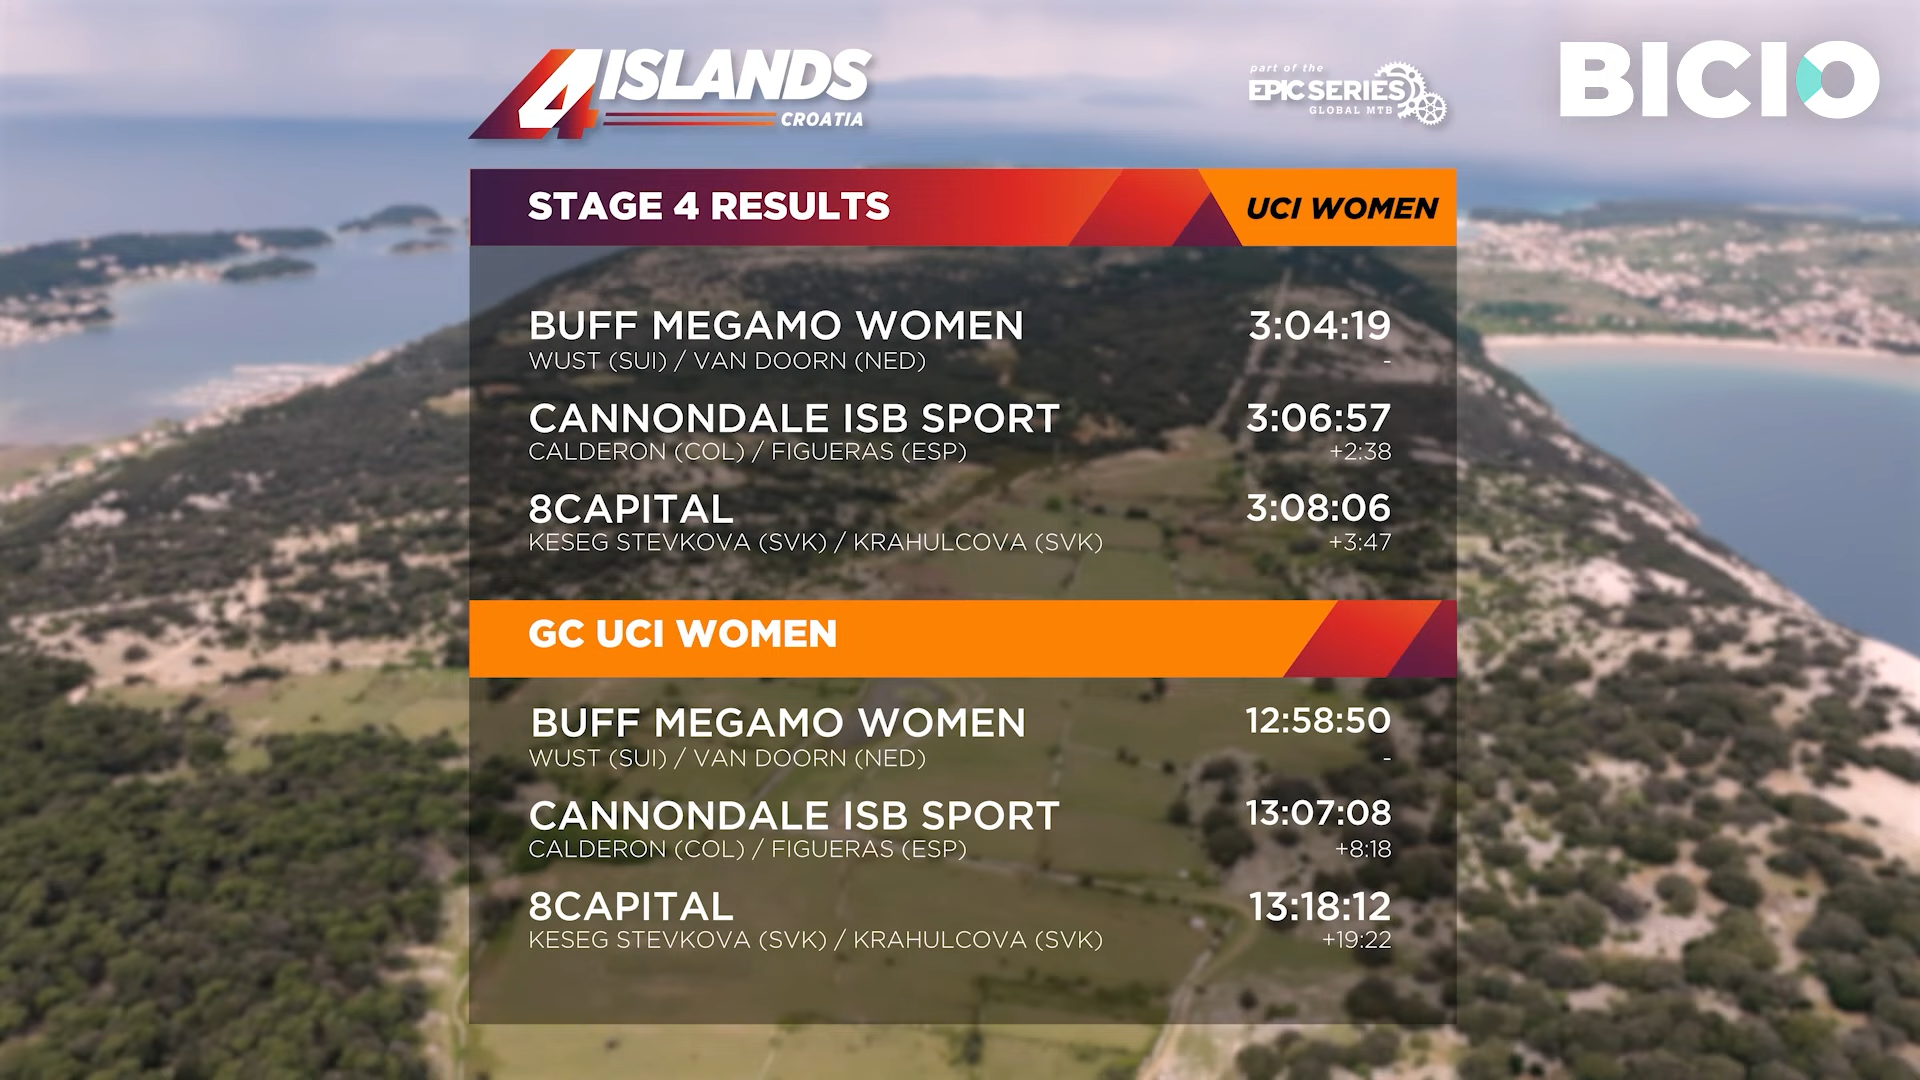 4 ISLANDS
CROATIA
part of the
EPIC SERIES
GLOBAL MTB
BICIO
STAGE 4 RESULTS
UCI WOMEN
BUFF MEGAMO WOMEN 3:04:19
WUST (SUI) / VAN DOORN (NED) -
CANNONDALE ISB SPORT 3:06:57
CALDERON (COL) / FIGUERAS (ESP) +2:38
8CAPITAL 3:08:06
KESEG STEVKOVA (SVK) / KRAHULCOVA (SVK) +3:47
GC UCI WOMEN
BUFF MEGAMO WOMEN 12:58:50
WUST (SUI) / VAN DOORN (NED) -
CANNONDALE ISB SPORT 13:07:08
CALDERON (COL) / FIGUERAS (ESP) +8:18
8CAPITAL 13:18:12
KESEG STEVKOVA (SVK) / KRAHULCOVA (SVK) +19:22